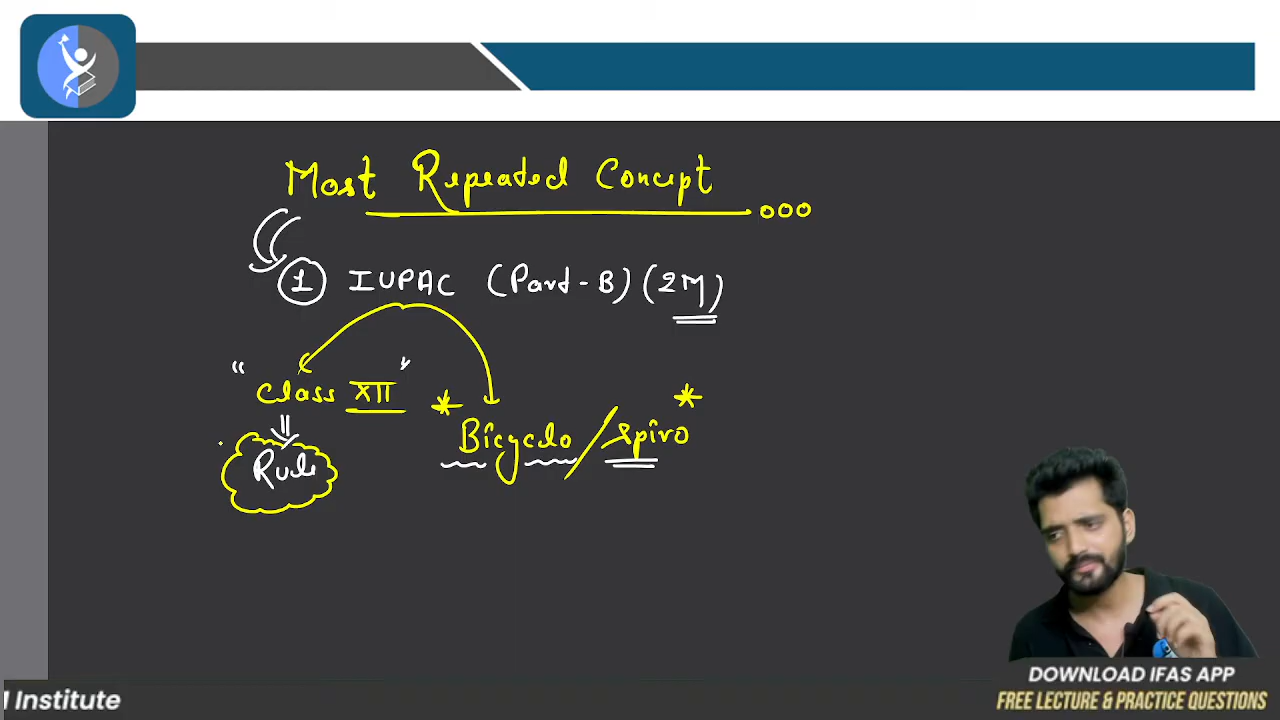 Most Repeated Concept
1 IUPAC (Part-B) (2M)
"Class XII"
* Bicyclo / Spiro *
Rule
DOWNLOAD IFAS APP
FREE LECTURE & PRACTICE QUESTIONS
Institute